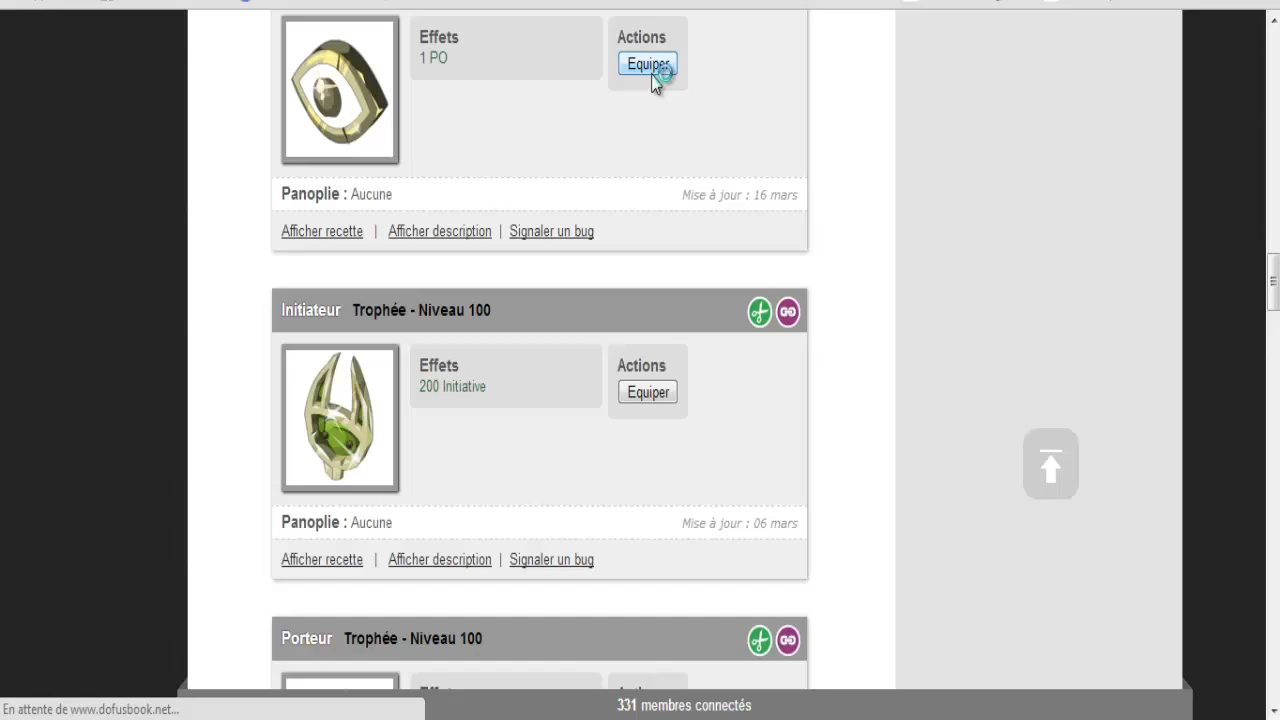 Effets
1 PO
Actions
Equiper
Panoplie : Aucune
Mise à jour : 16 mars
Afficher recette | Afficher description | Signaler un bug
Initiateur Trophée - Niveau 100
Effets
200 Initiative
Actions
Equiper
Panoplie : Aucune
Mise à jour : 06 mars
Afficher recette | Afficher description | Signaler un bug
Porteur Trophée - Niveau 100
En attente de www.dofusbook.net...
331 membres connectés